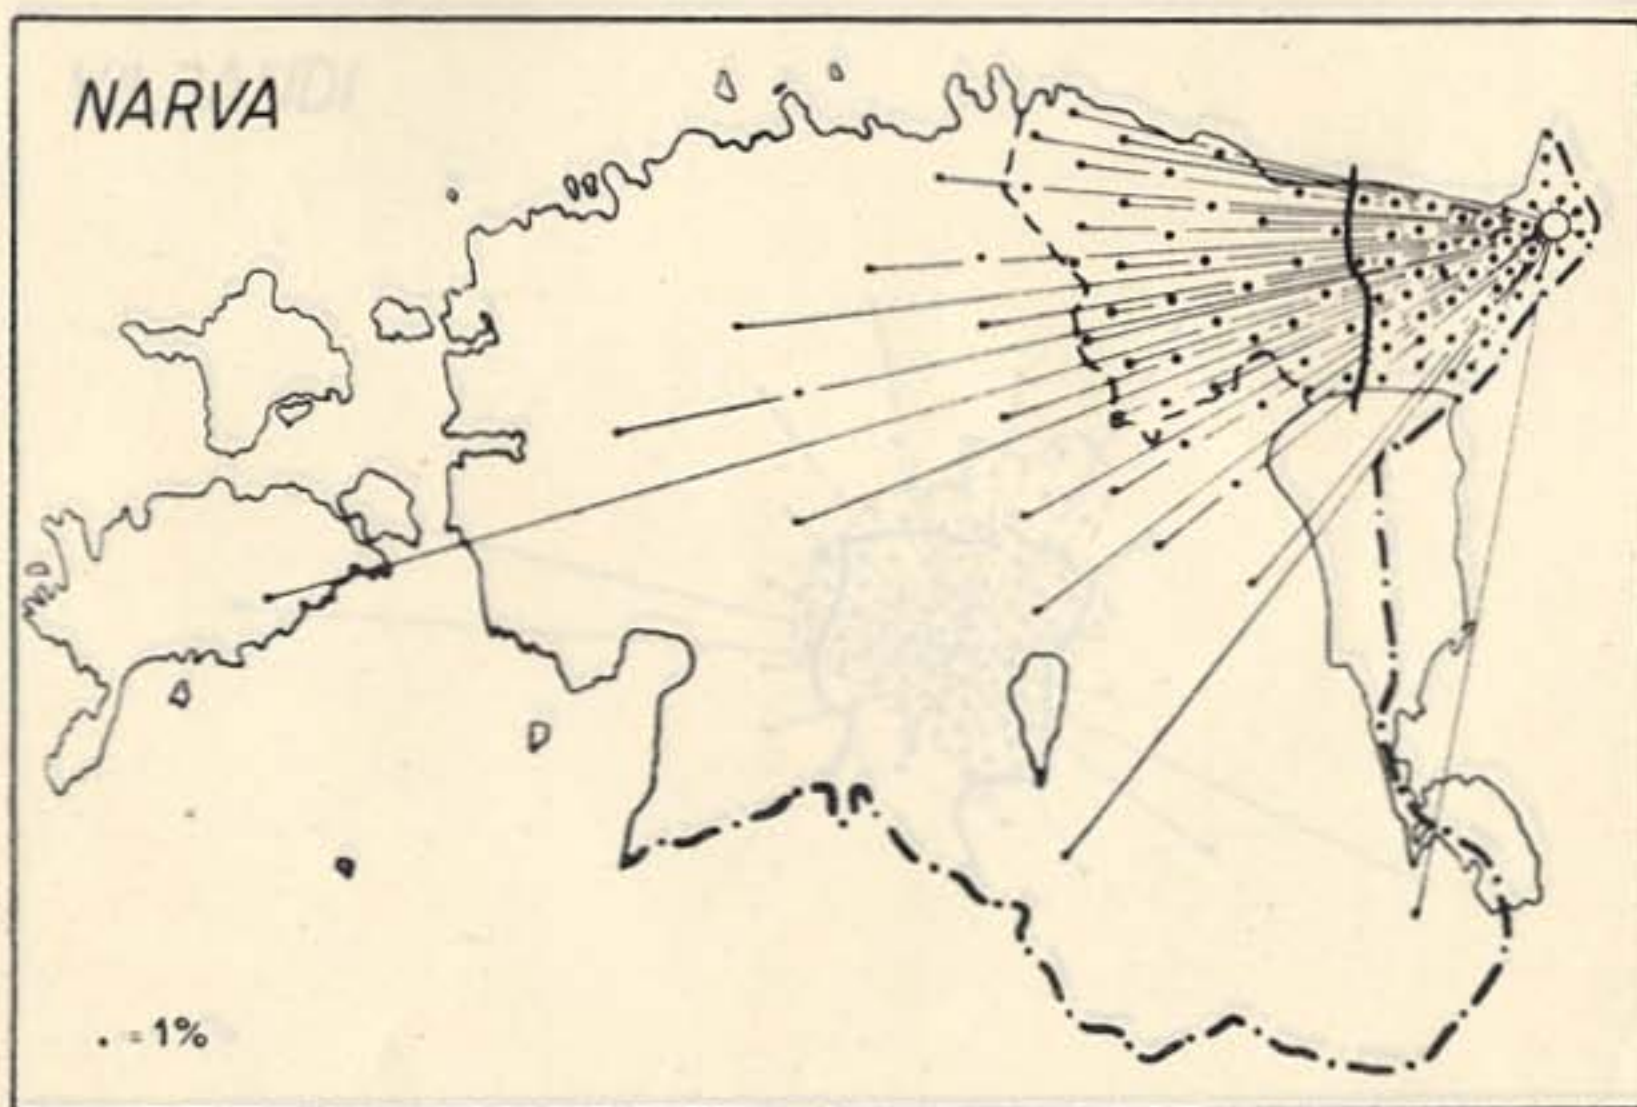 NARVA
. = 1%